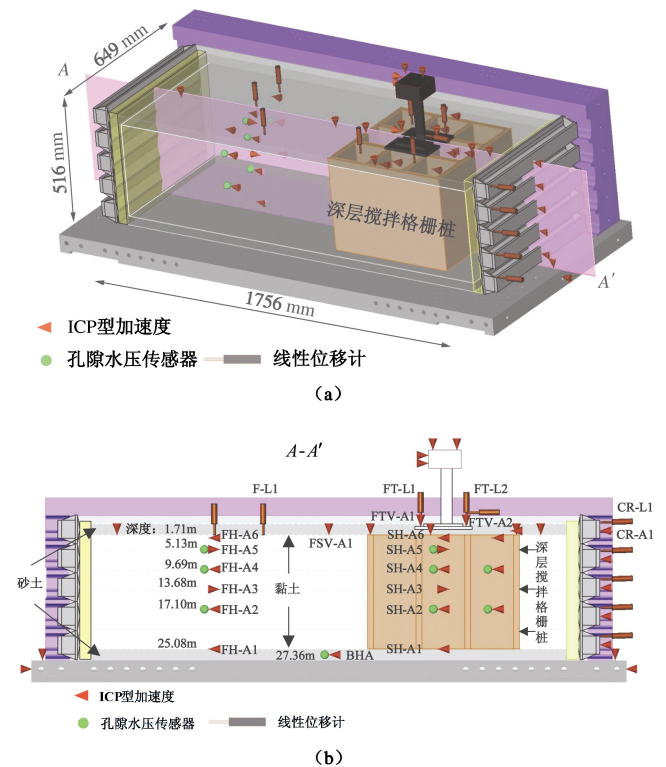 649 mm
A
516 mm
深层搅拌格栅桩
A′
1756 mm
ICP型加速度
孔隙水压传感器
线性位移计
(a)
A-A′
F-L1
FT-L1
FT-L2
CR-L1
FTV-A1
FTV-A2
CR-A1
深度：1.71m
FH-A6
FSV-A1
SH-A6
5.13m
FH-A5
SH-A5
9.69m
FH-A4
SH-A4
13.68m
FH-A3
SH-A3
17.10m
FH-A2
SH-A2
25.08m
FH-A1
SH-A1
27.36m
BHA
砂土
黏土
深层搅拌格栅桩
ICP型加速度
孔隙水压传感器
线性位移计
(b)